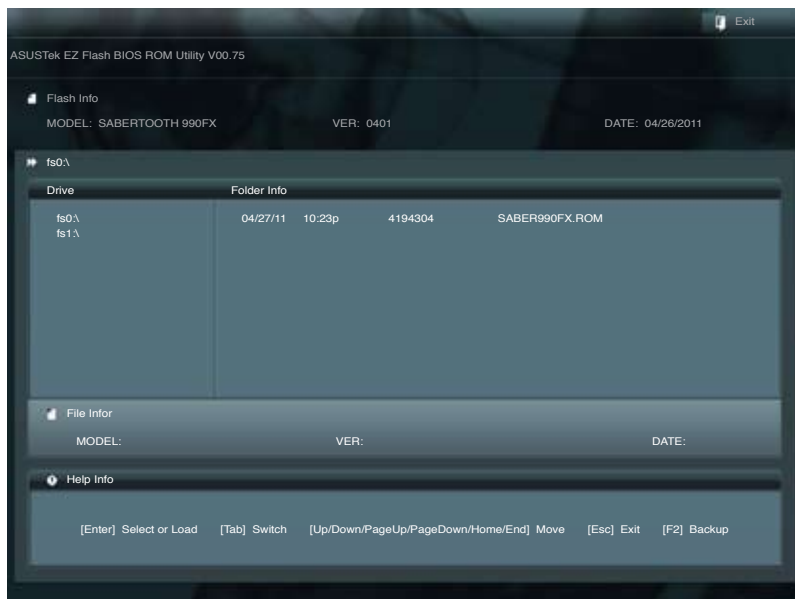 Exit
ASUSTek EZ Flash BIOS ROM Utility V00.75
Flash Info
MODEL: SABERTOOTH 990FX VER: 0401 DATE: 04/26/2011
fs0:\
Drive Folder Info
fs0:\ 04/27/11 10:23p 4194304 SABER990FX.ROM
fs1:\
File Infor
MODEL: VER: DATE:
Help Info
[Enter] Select or Load [Tab] Switch [Up/Down/PageUp/PageDown/Home/End] Move [Esc] Exit [F2] Backup